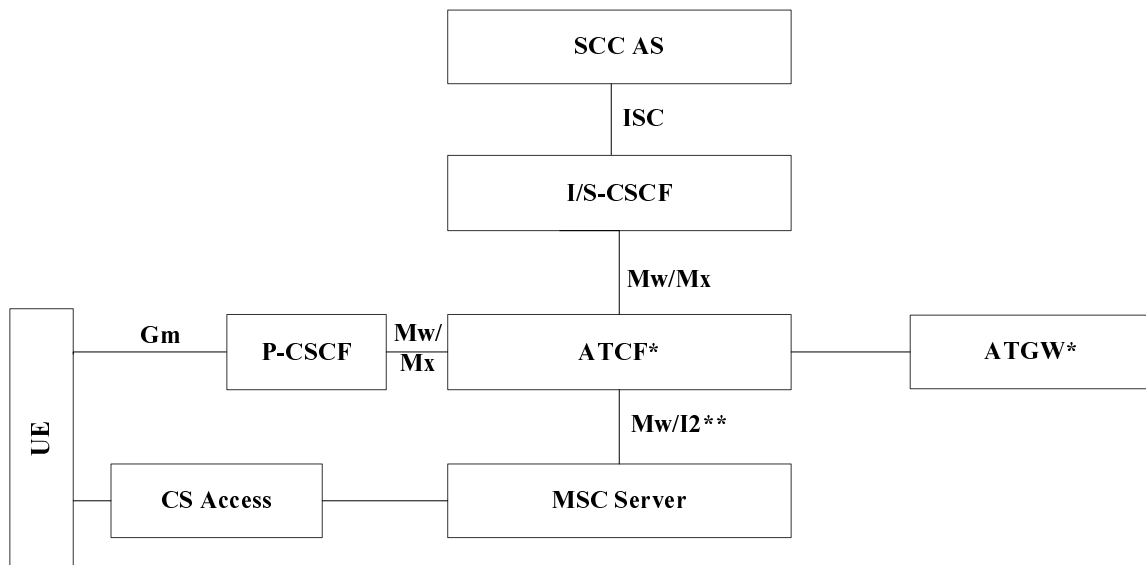 SCC AS
ISC
I/S-CSCF
Mw/Mx
Gm
P-CSCF
Mw/
Mx
ATCF*
ATGW*
Mw/I2**
UE
CS Access
MSC Server